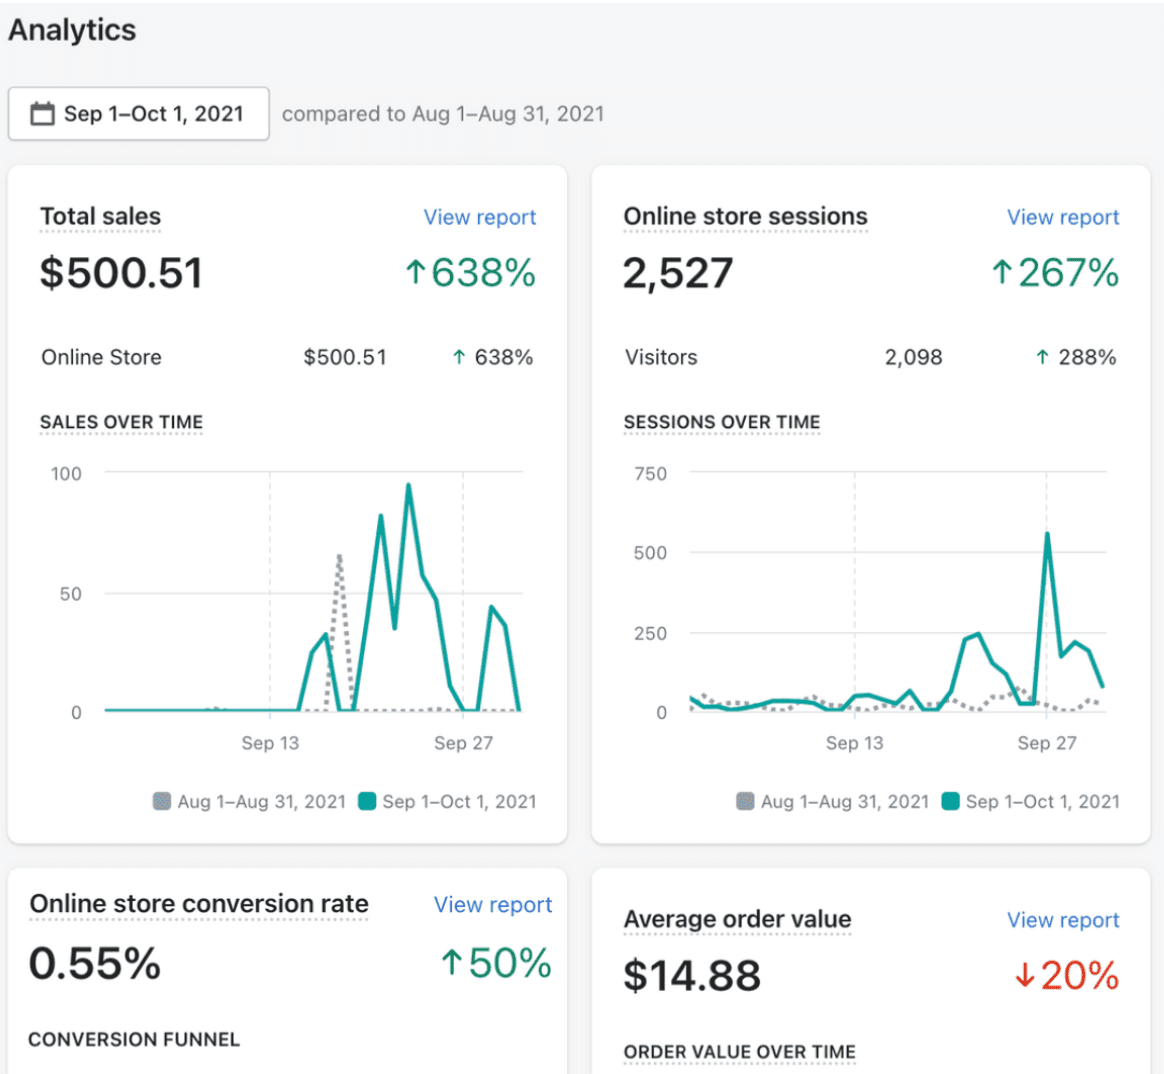 Analytics
Sep 1–Oct 1, 2021 compared to Aug 1–Aug 31, 2021
Total sales View report
$500.51 ↑638%
Online Store $500.51 ↑ 638%
SALES OVER TIME
100
50
0
Sep 13 Sep 27
Aug 1–Aug 31, 2021 Sep 1–Oct 1, 2021
Online store sessions View report
2,527 ↑267%
Visitors 2,098 ↑ 288%
SESSIONS OVER TIME
750
500
250
0
Sep 13 Sep 27
Aug 1–Aug 31, 2021 Sep 1–Oct 1, 2021
Online store conversion rate View report
0.55% ↑50%
CONVERSION FUNNEL
Average order value View report
$14.88 ↓20%
ORDER VALUE OVER TIME